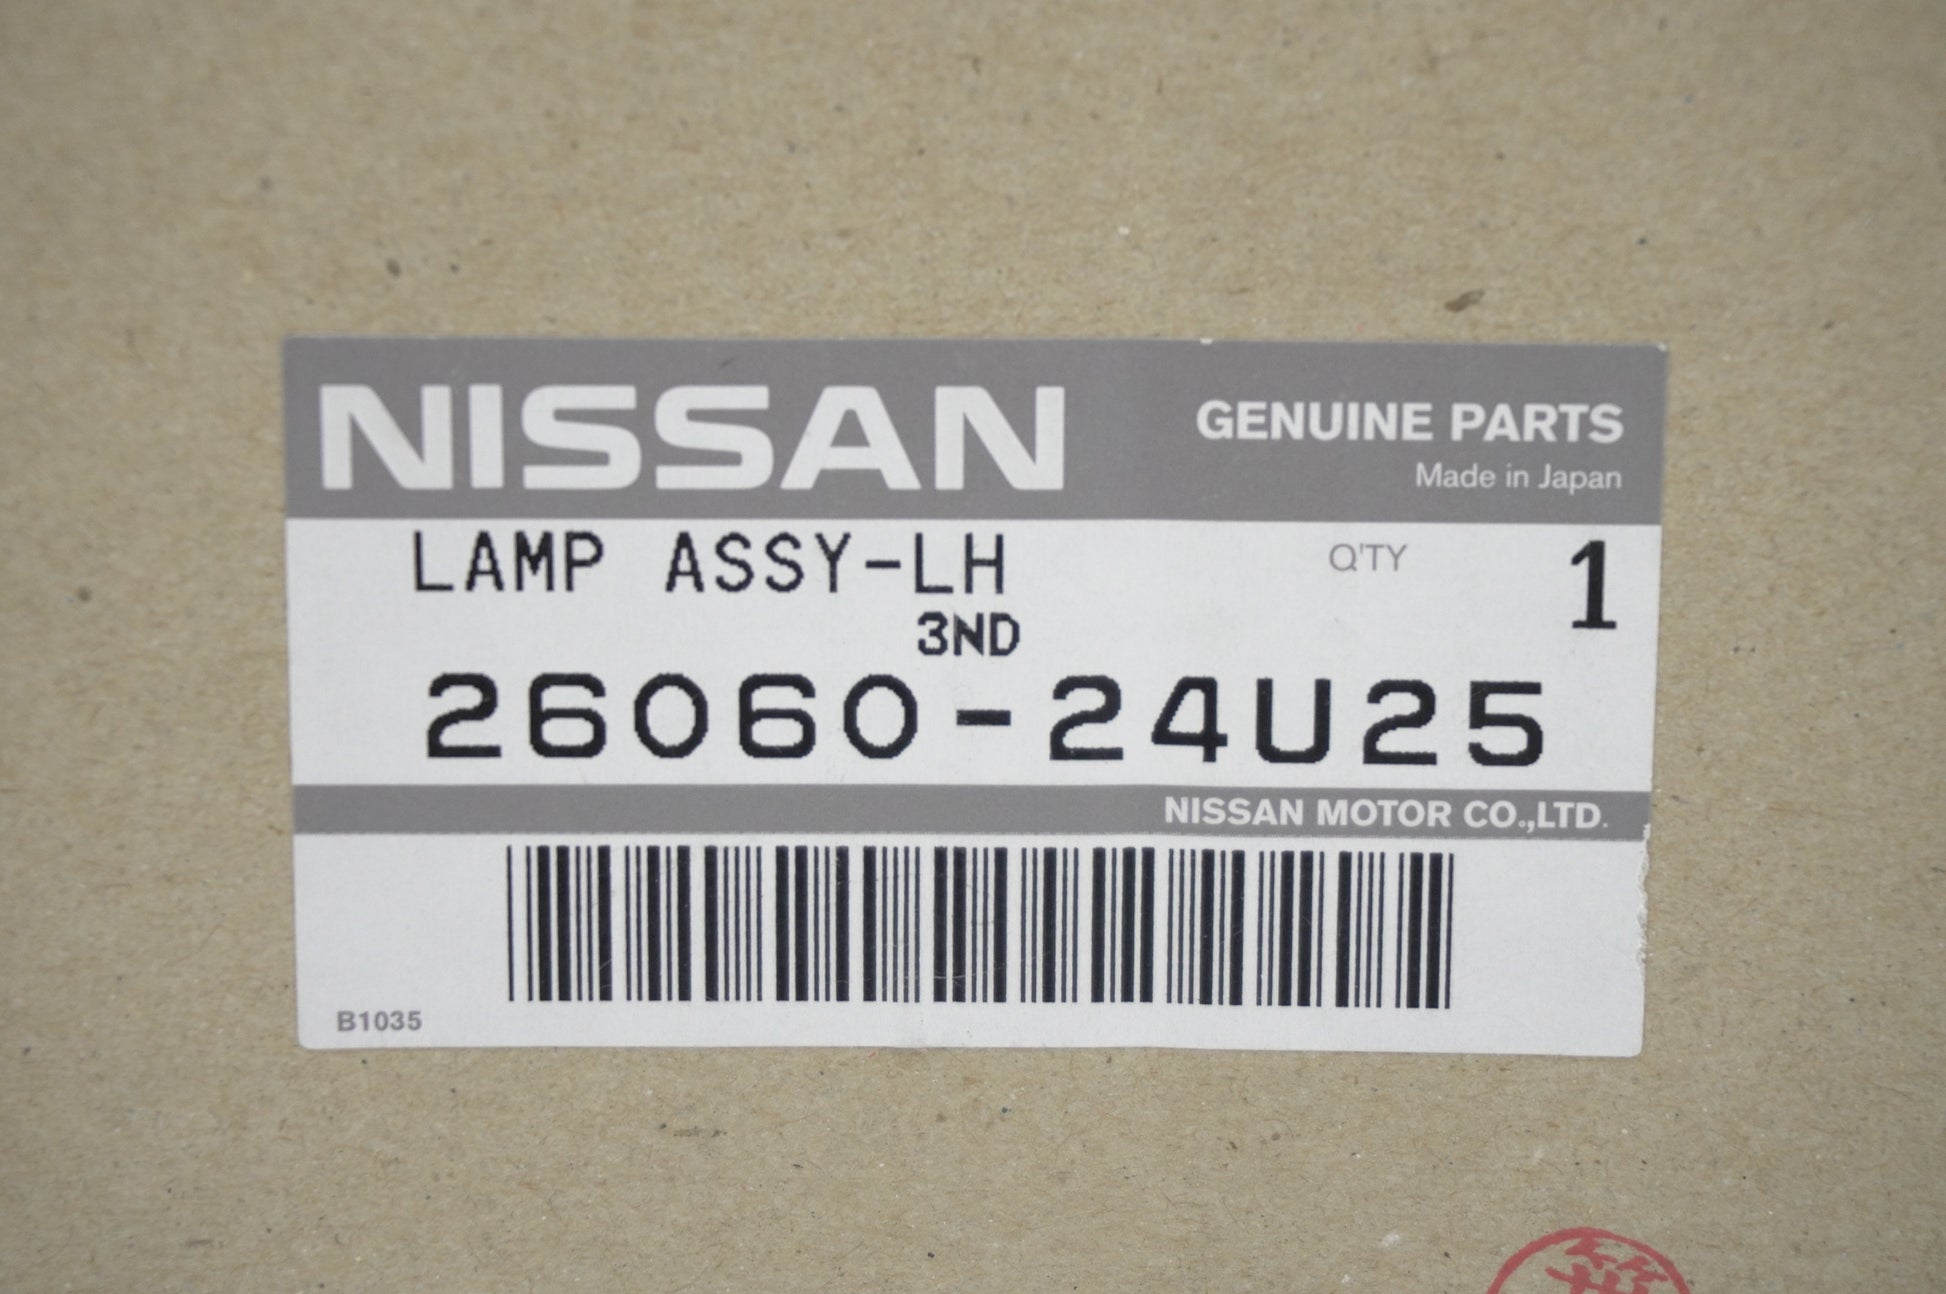 NISSAN
GENUINE PARTS
Made in Japan
LAMP ASSY-LH
Q'TY 1
3ND
26060-24U25
NISSAN MOTOR CO.,LTD.
B1035